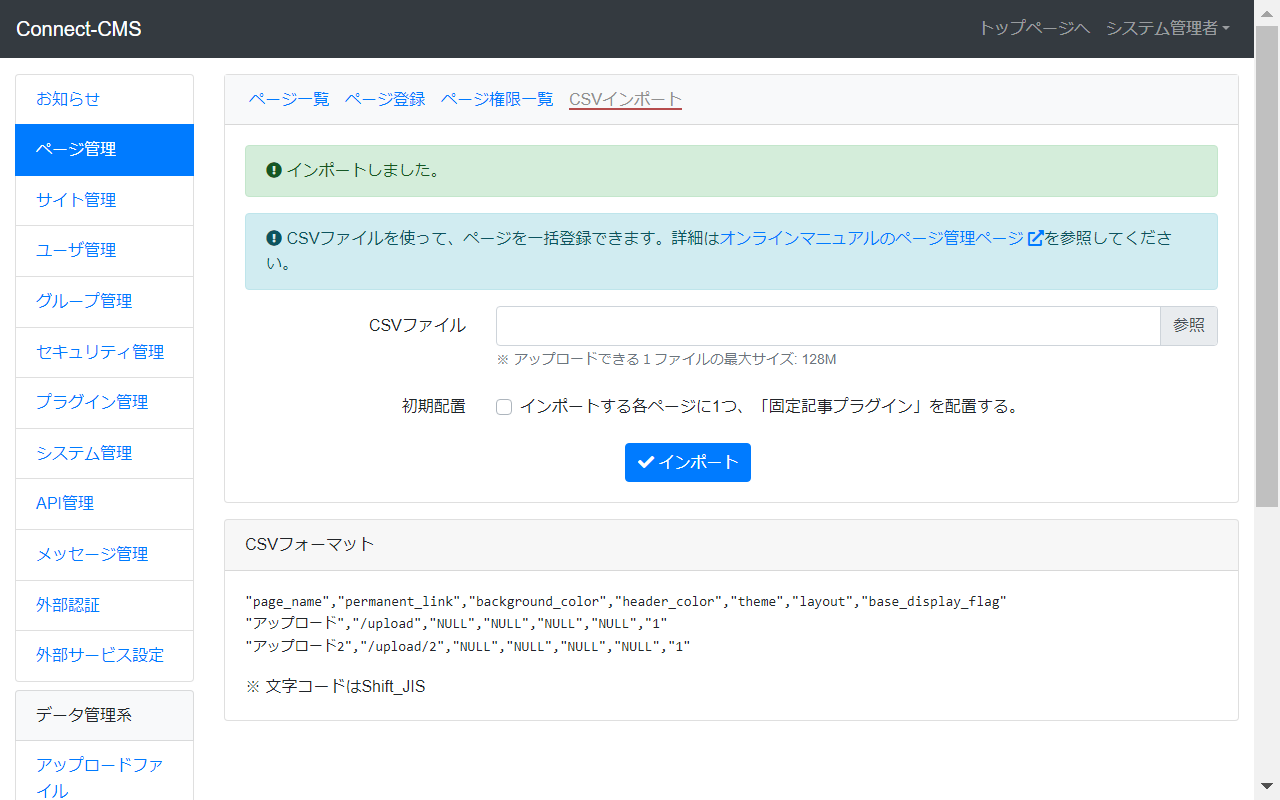 Connect-CMS
トップページへ システム管理者
お知らせ
ページ管理
サイト管理
ユーザ管理
グループ管理
セキュリティ管理
プラグイン管理
システム管理
API管理
メッセージ管理
外部認証
外部サービス設定
データ管理系
アップロードファ
イル
ページ一覧 ページ登録 ページ権限一覧 CSVインポート
インポートしました。
CSVファイルを使って、ページを一括登録できます。詳細はオンラインマニュアルのページ管理ページ を参照してくださ
い。
CSVファイル 参照
※ アップロードできる１ファイルの最大サイズ: 128M
初期配置 インポートする各ページに1つ、「固定記事プラグイン」を配置する。
インポート
CSVフォーマット
"page_name","permanent_link","background_color","header_color","theme","layout","base_display_flag"
"アップロード","/upload","NULL","NULL","NULL","NULL","1"
"アップロード2","/upload/2","NULL","NULL","NULL","NULL","1"
※ 文字コードはShift_JIS